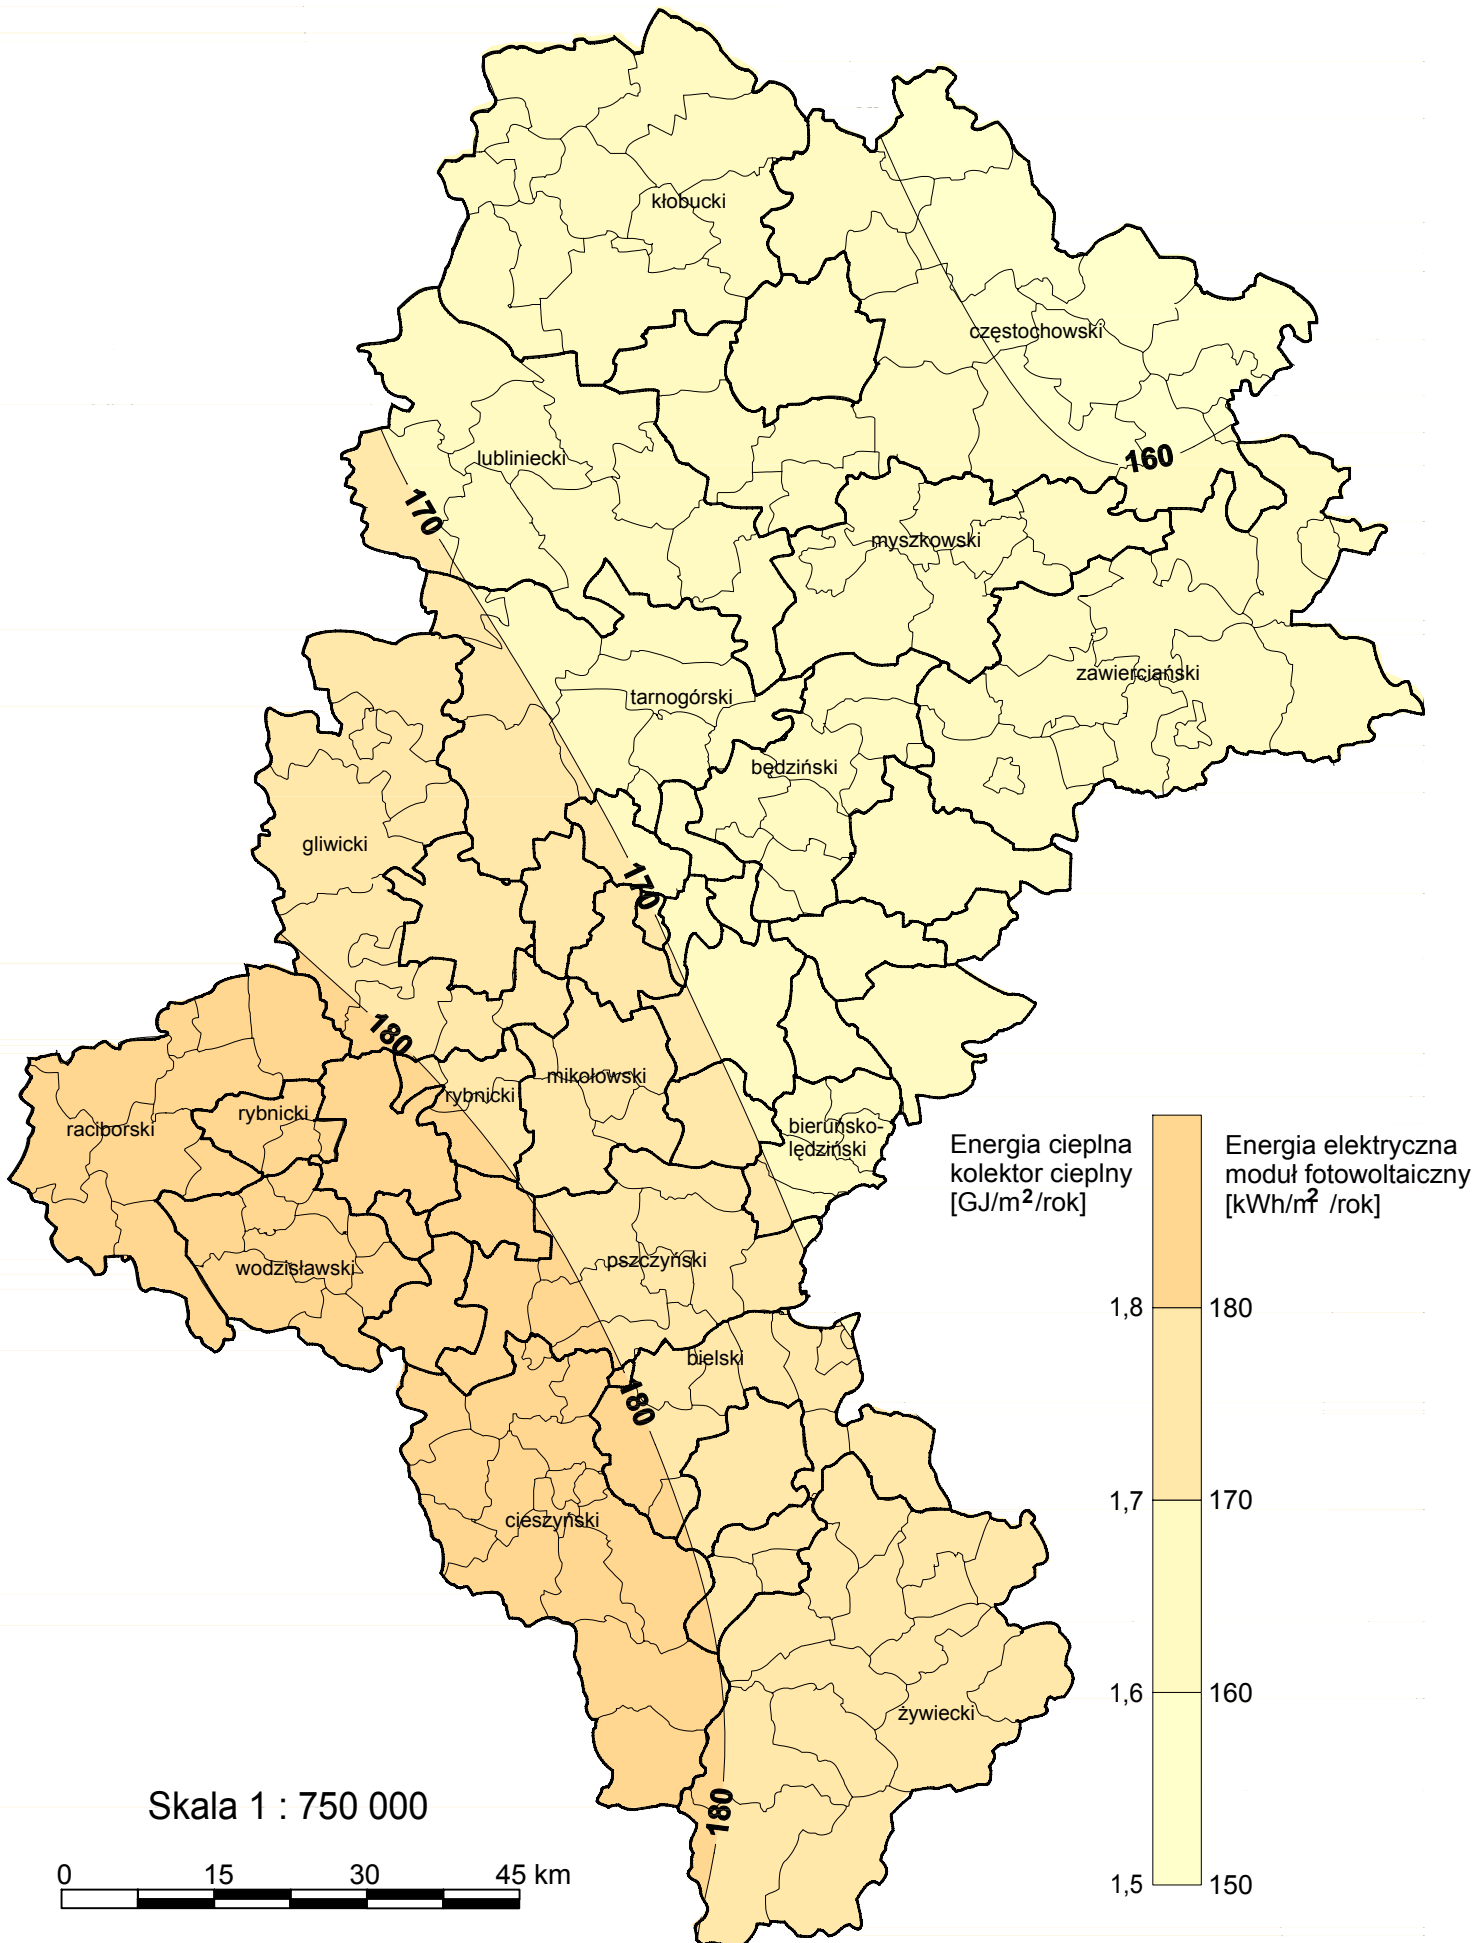 kłobucki
częstochowski
160
lubliniecki
170
myszkowski
zawierciański
tarnogórski
będziński
gliwicki
170
180
mikołowski
rybnicki
rybnicki
raciborski
bieruńsko-
lędziński
Energia cieplna
kolektor cieplny
[GJ/m²/rok]
Energia elektryczna
moduł fotowoltaiczny
[kWh/m² /rok]
pszczyński
wodzisławski
1,8
180
bielski
180
1,7
170
cieszyński
1,6
160
żywiecki
180
Skala 1 : 750 000
0
15
30
45 km
1,5
150